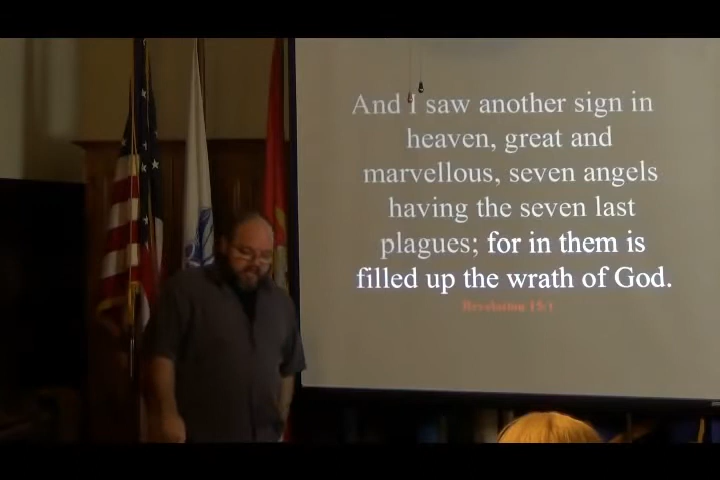 And I saw another sign in
heaven, great and
marvellous, seven angels
having the seven last
plagues; for in them is
filled up the wrath of God.
Revelation 15:1